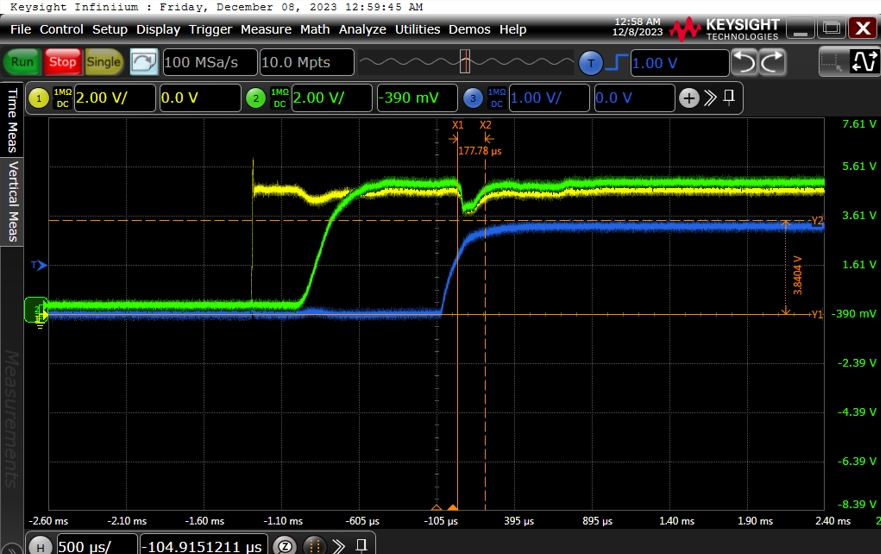 Keysight Infiniium : Friday, December 08, 2023 12:59:45 AM
File Control Setup Display Trigger Measure Math Analyze Utilities Demos Help
12:58 AM
12/8/2023
KEYSIGHT
TECHNOLOGIES
Run Stop Single 100 MSa/s 10.0 Mpts T 1.00 V
1 1MΩ DC 2.00 V/ 0.0 V 2 1MΩ DC 2.00 V/ -390 mV 3 1MΩ DC 1.00 V/ 0.0 V
Time Meas
Vertical Meas
Measurements
X1 X2
177.78 µs
7.61 V
5.61 V
3.61 V
Y2
T
1.61 V
3.8404 V
Y1
-390 mV
-2.39 V
-4.39 V
-6.39 V
-8.39 V
-2.60 ms -2.10 ms -1.60 ms -1.10 ms -605 µs -105 µs 395 µs 895 µs 1.40 ms 1.90 ms 2.40 ms
H 500 µs/ -104.9151211 µs Z